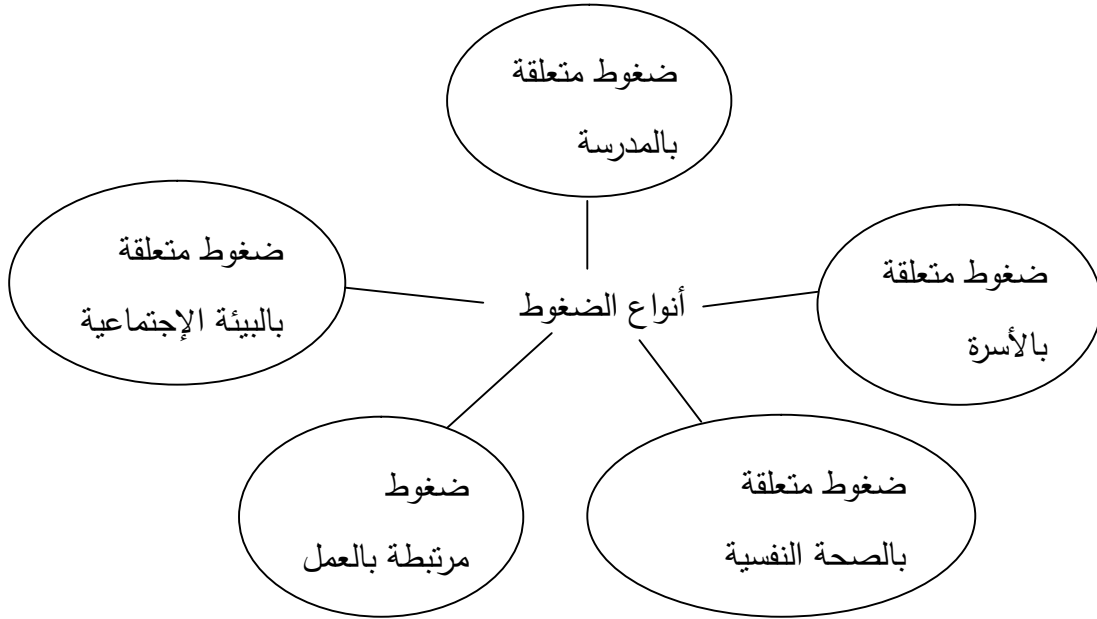 ضغوط متعلقة
بالمدرسة
ضغوط متعلقة
بالأسرة
ضغوط متعلقة
بالبيئة الإجتماعية
أنواع الضغوط
ضغوط متعلقة
بالصحة النفسية
ضغوط
مرتبطة بالعمل